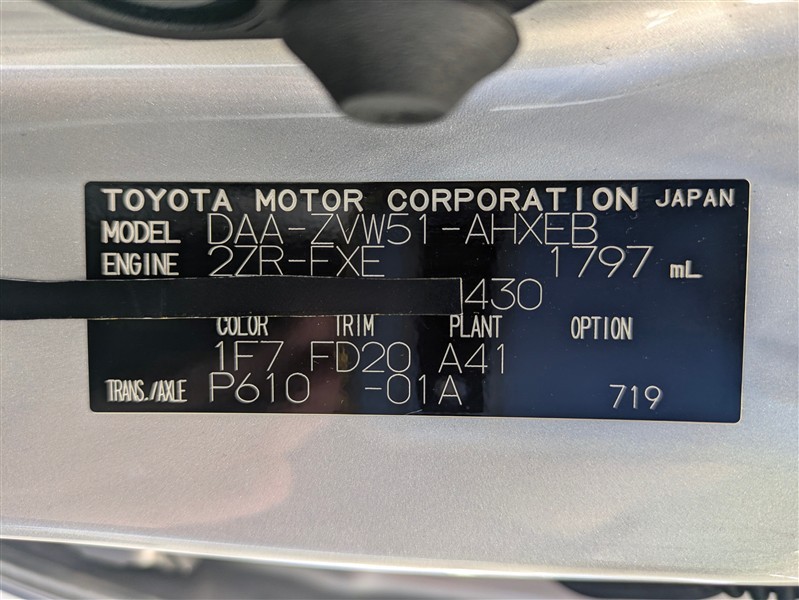 TOYOTA MOTOR CORPORATION JAPAN
MODEL DAA-ZVW51-AHXEB
ENGINE 2ZR-FXE 1797 mL
430
COLOR TRIM PLANT OPTION
1F7 FD20 A41
TRANS./AXLE P610 -01A 719